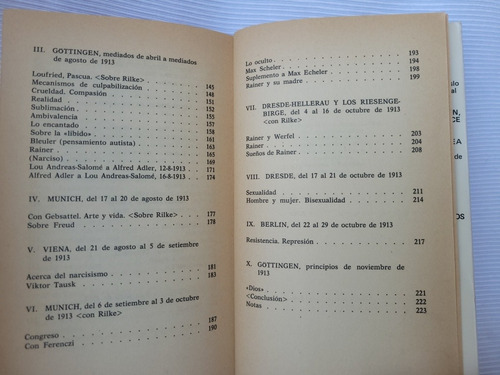 III. GOTTINGEN, mediados de abril a mediados
de agosto de 1913
Loufried, Pascua. <Sobre Rilke> . . . . . . 145
Mecanismos de culpabilización . . . . . .
Crueldad. Compasión . . . . . . 151
Realidad . . . . . . 154
Sublimación . . . . . . 156
Ambivalencia . . . . . . 157
Lo encantado . . . . . . 158
Sobre la «libido» . . . . . . 161
Bleuler (pensamiento autista) . . . . . .
Rainer . . . . . . 165
(Narciso) . . . . . . 169
Lou Andreas-Salomé a Alfred Adler, 12-8-1913 . 171
Alfred Adler a Lou Andreas-Salomé, 16-8-1913 . 174
IV. MUNICH, del 17 al 20 de agosto de 1913
Con Gebsattel. Arte y vida. <Sobre Rilke> . . . 177
Sobre Freud . . . . . . 178
V. VIENA, del 21 de agosto al 5 de setiembre
de 1913
Acerca del narcisismo . . . . . . 181
Viktor Tausk . . . . . . 183
VI. MUNICH, del 6 de setiembre al 3 de octubre
de 1913 <con Rilke>
Congreso . . . . . . 187
Con Ferenczi . . . . . . 190
Lo oculto . . . . . . 193
Max Scheler . . . . . . 194
Suplemento a Max Echeler . . . . . . 198
Rainer y su madre . . . . . . 199
VII. DRESDE-HELLERAU Y LOS RIESENGE-
BIRGE, del 4 al 16 de octubre de 1913
<con Rilke>
Rainer y Werfel . . . . . . 203
Rainer . . . . . . 204
Sueños de Rainer . . . . . . 208
VIII. DRESDE, del 17 al 21 de octubre de 1913
Sexualidad . . . . . . 211
Hombre y mujer. Bisexualidad . . . . . . 214
IX. BERLIN, del 22 al 29 de octubre de 1913
Resistencia. Represión . . . . . . 217
X. GOTTINGEN, principios de noviembre de
1913
«Dios» . . . . . . 221
<Conclusión> . . . . . . 222
Notas . . . . . . 223